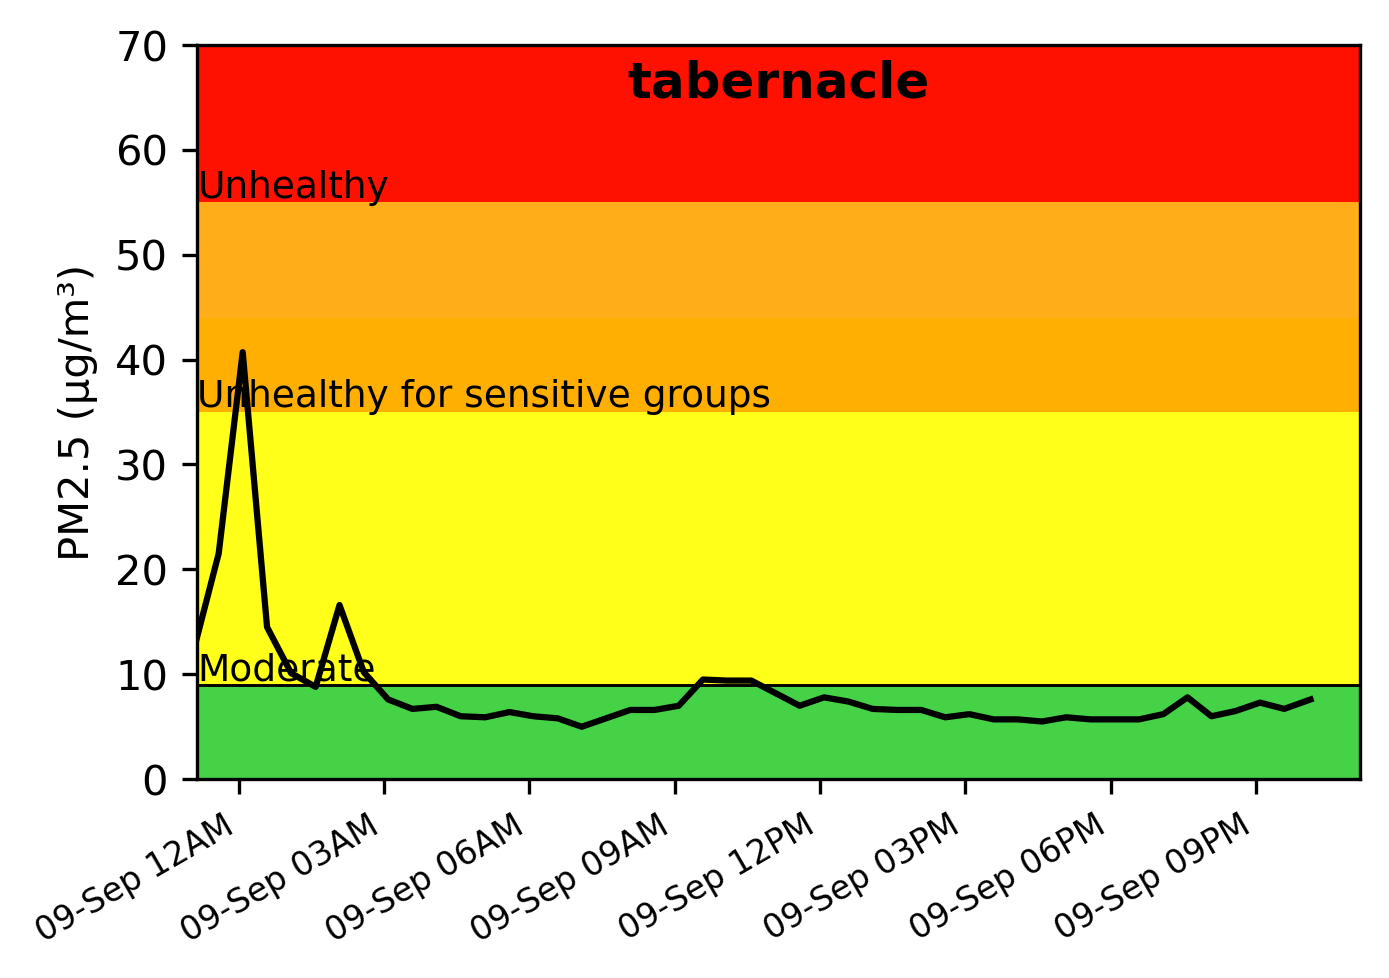 tabernacle
70
60
50
40
30
20
10
0
PM2.5 (µg/m³)
Unhealthy
Unhealthy for sensitive groups
Moderate
09-Sep 12AM
09-Sep 03AM
09-Sep 06AM
09-Sep 09AM
09-Sep 12PM
09-Sep 03PM
09-Sep 06PM
09-Sep 09PM